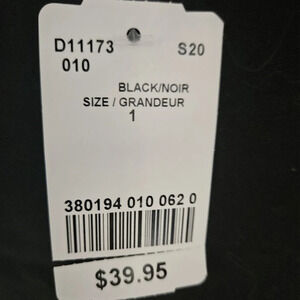 D11173 S20
010
BLACK/NOIR
SIZE / GRANDEUR
1
380194 010 062 0
$39.95